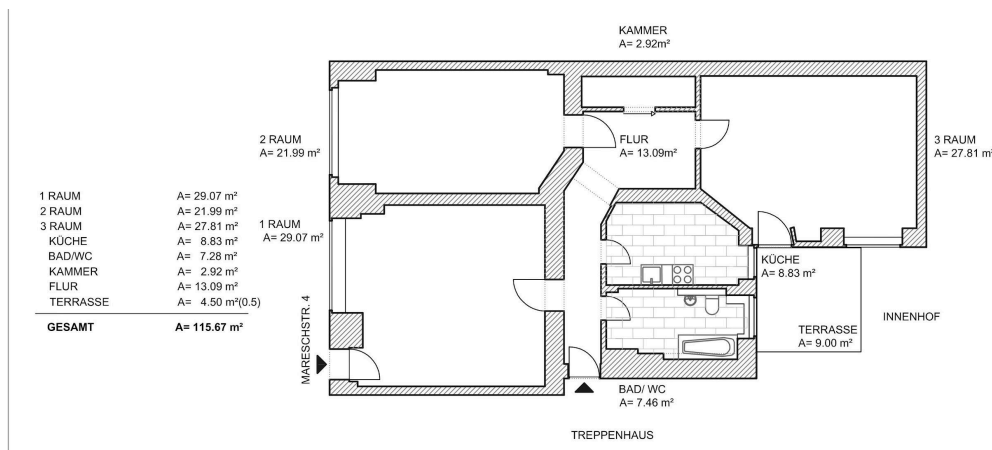 KAMMER
A= 2.92m²
2 RAUM
A= 21.99 m²
FLUR
A= 13.09m²
3 RAUM
A= 27.81 m²
1 RAUM A= 29.07 m²
2 RAUM A= 21.99 m²
3 RAUM A= 27.81 m²
KÜCHE A= 8.83 m²
BAD/WC A= 7.28 m²
KAMMER A= 2.92 m²
FLUR A= 13.09 m²
TERRASSE A= 4.50 m²(0.5)
GESAMT A= 115.67 m²
1 RAUM
A= 29.07 m²
MARESCHSTR. 4
KÜCHE
A= 8.83 m²
TERRASSE
A= 9.00 m²
INNENHOF
BAD/ WC
A= 7.46 m²
TREPPENHAUS